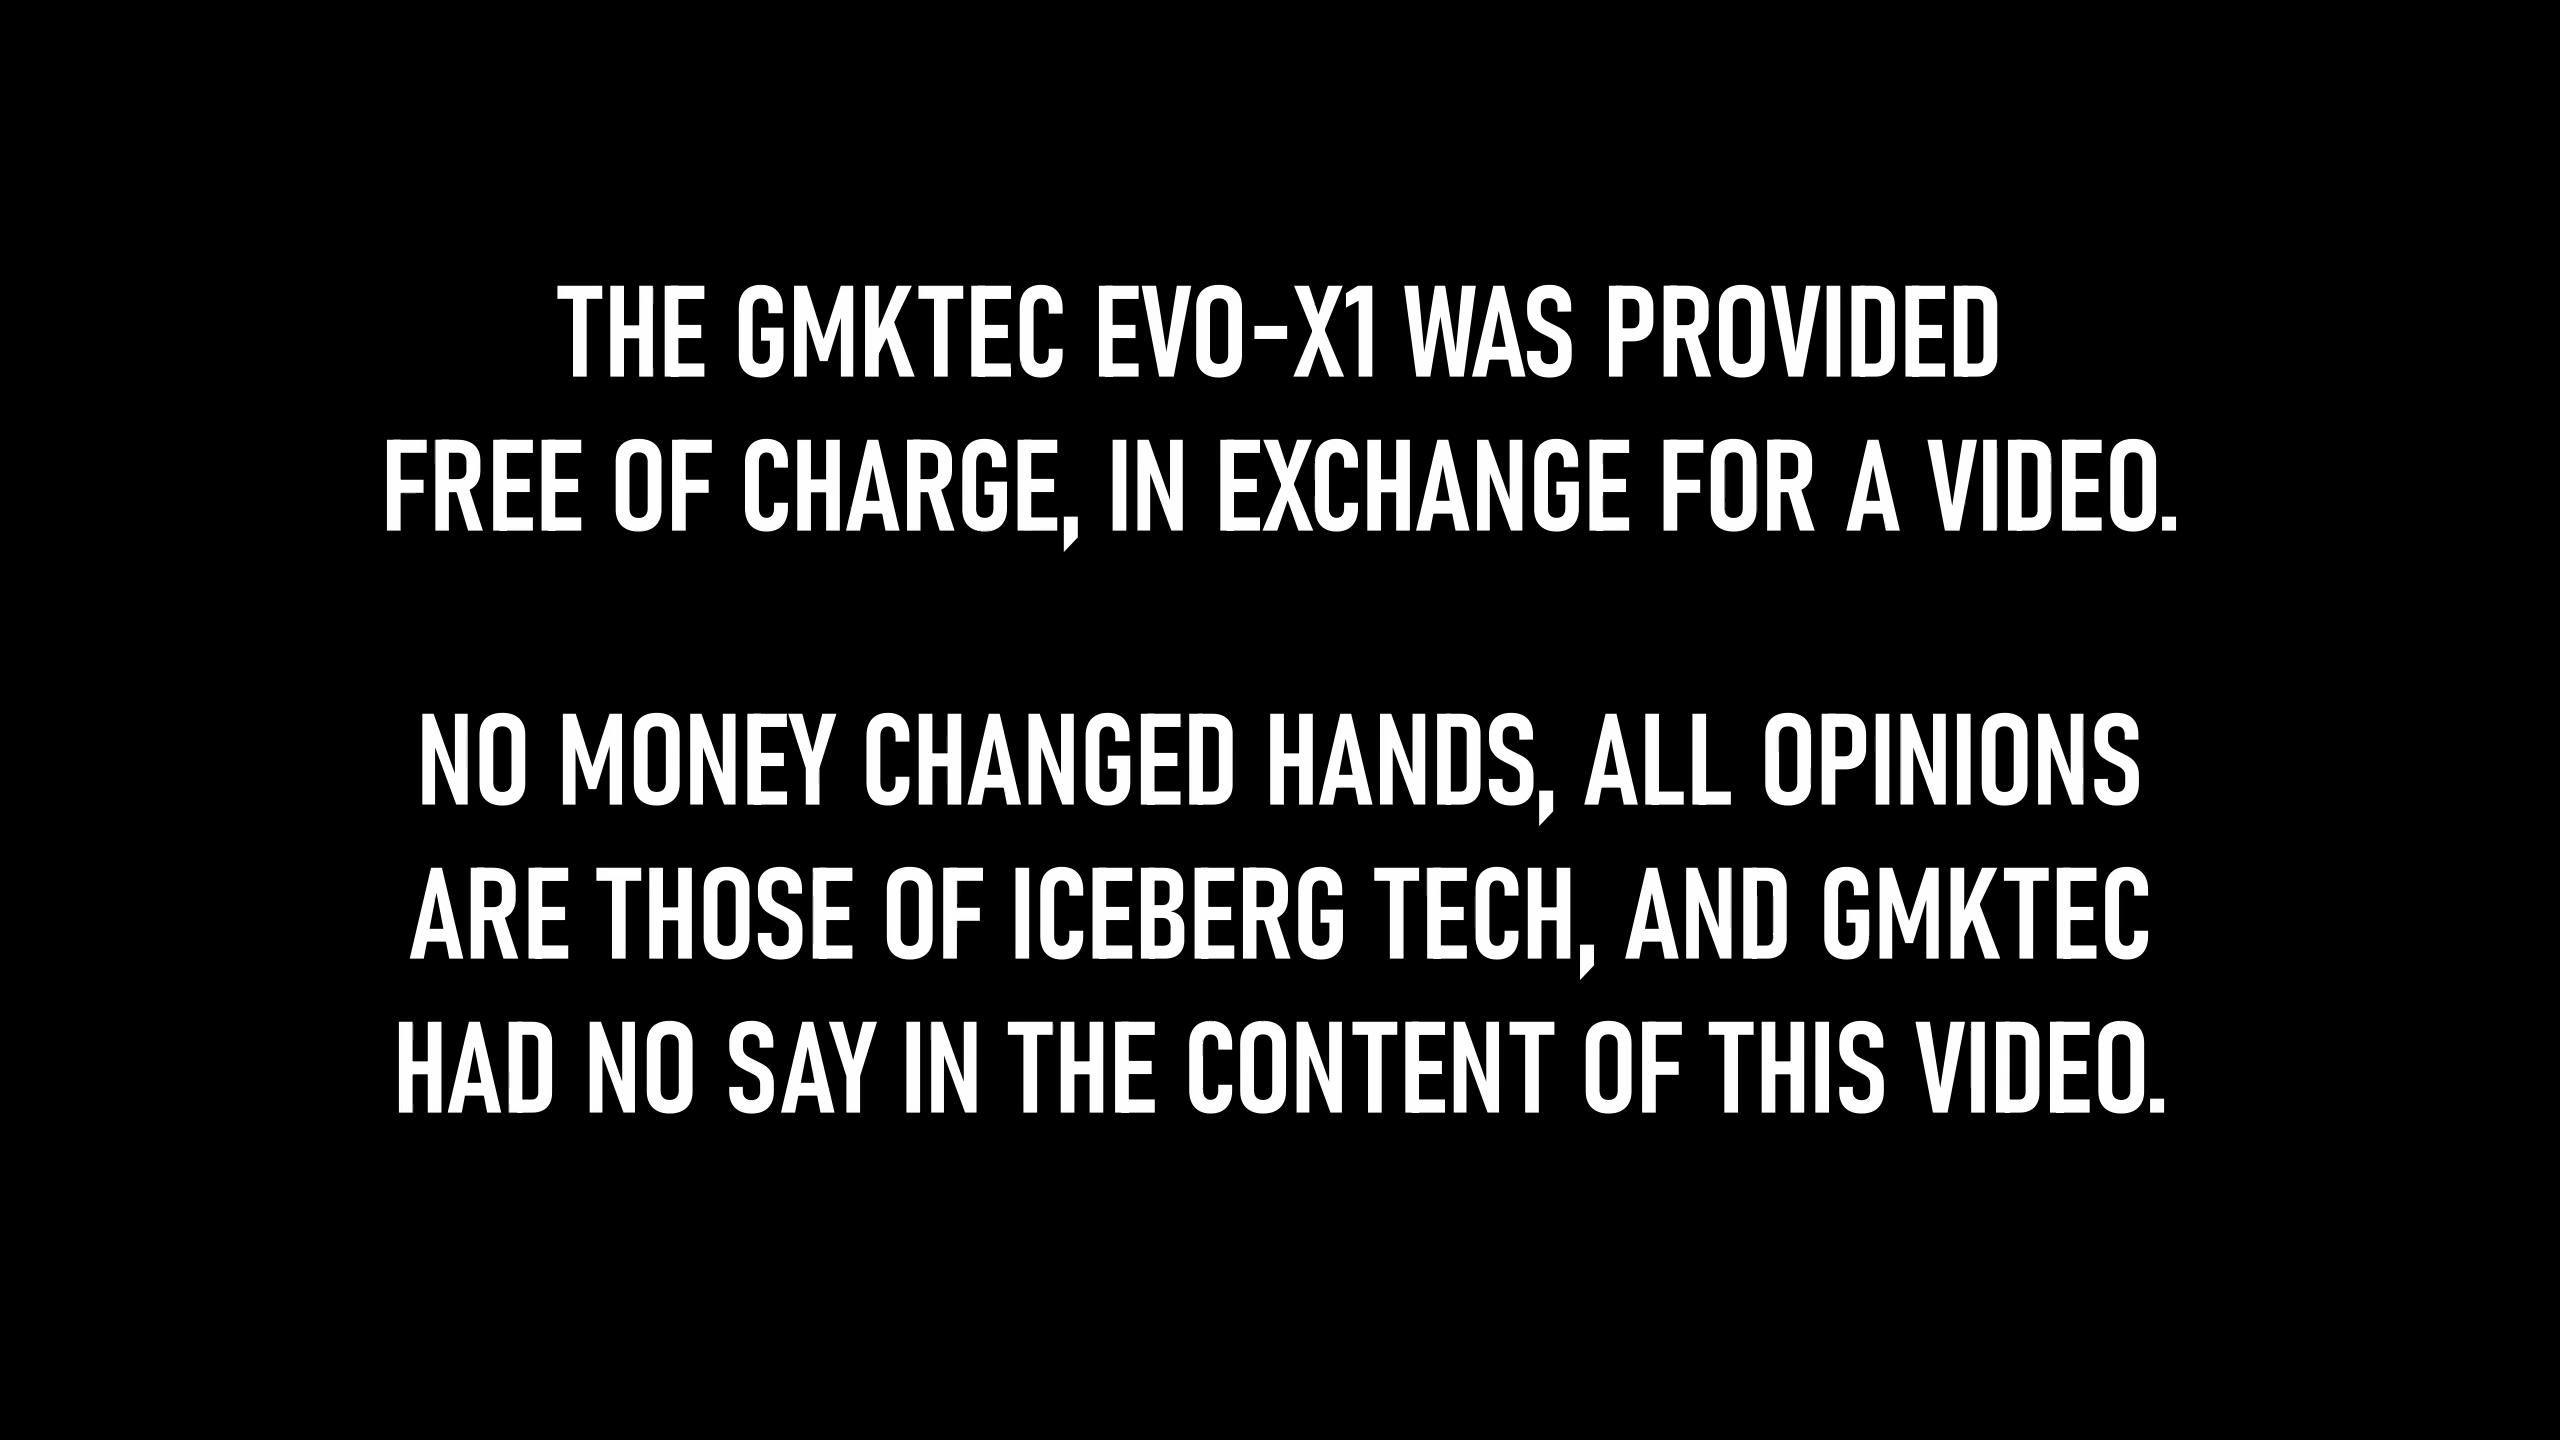 THE GMKTEC EVO-X1 WAS PROVIDED
FREE OF CHARGE, IN EXCHANGE FOR A VIDEO.
NO MONEY CHANGED HANDS, ALL OPINIONS
ARE THOSE OF ICEBERG TECH, AND GMKTEC
HAD NO SAY IN THE CONTENT OF THIS VIDEO.